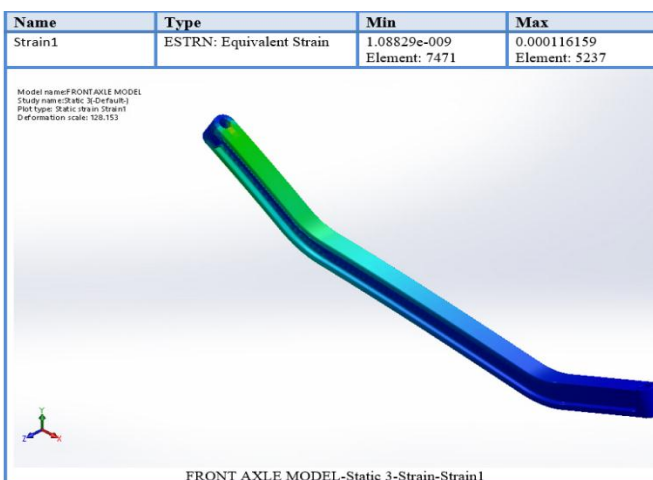 Name Type Min Max
Strain1 ESTRN: Equivalent Strain 1.08829e-009 0.000116159
Element: 7471 Element: 5237
Model name:FRONT AXLE MODEL
Study name:Static 3(-Default-)
Plot type: Static strain Strain1
Deformation scale: 128.153
Y
Z X
FRONT AXLE MODEL-Static 3-Strain-Strain1